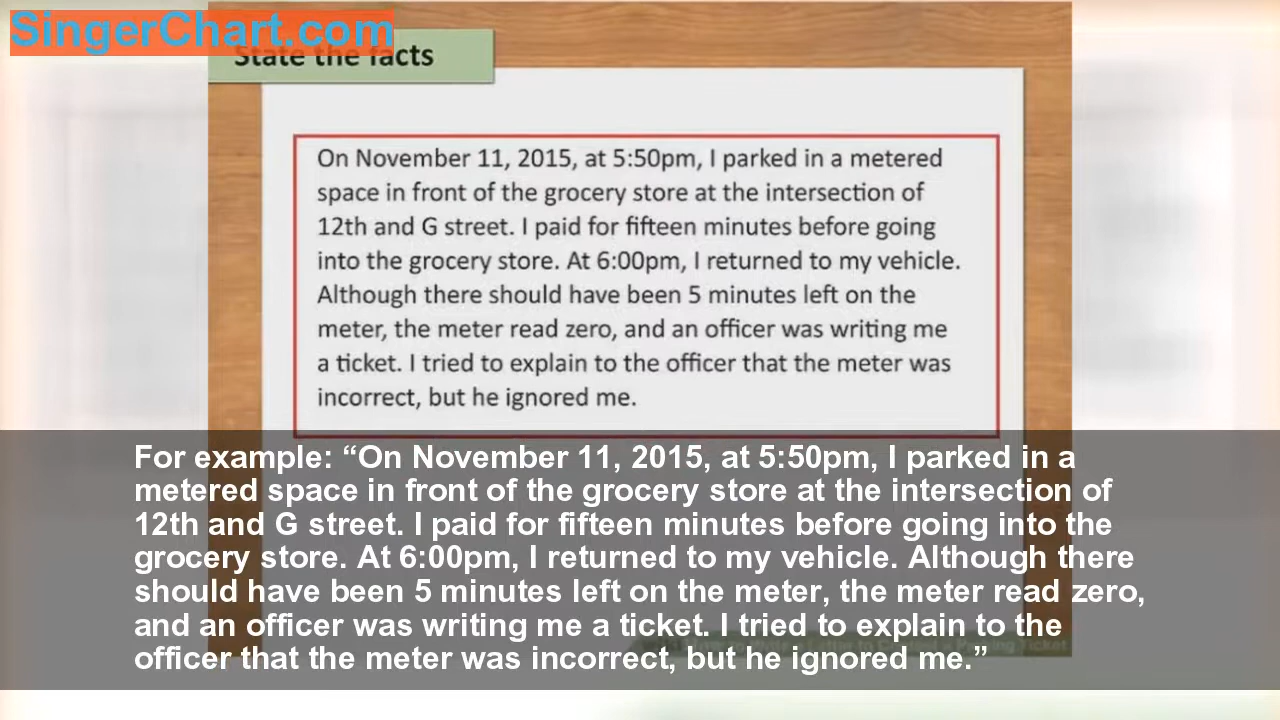 SingerChart.com
State the facts
On November 11, 2015, at 5:50pm, I parked in a metered
space in front of the grocery store at the intersection of
12th and G street. I paid for fifteen minutes before going
into the grocery store. At 6:00pm, I returned to my vehicle.
Although there should have been 5 minutes left on the
meter, the meter read zero, and an officer was writing me
a ticket. I tried to explain to the officer that the meter was
incorrect, but he ignored me.
For example: “On November 11, 2015, at 5:50pm, I parked in a
metered space in front of the grocery store at the intersection of
12th and G street. I paid for fifteen minutes before going into the
grocery store. At 6:00pm, I returned to my vehicle. Although there
should have been 5 minutes left on the meter, the meter read zero,
and an officer was writing me a ticket. I tried to explain to the
officer that the meter was incorrect, but he ignored me.”